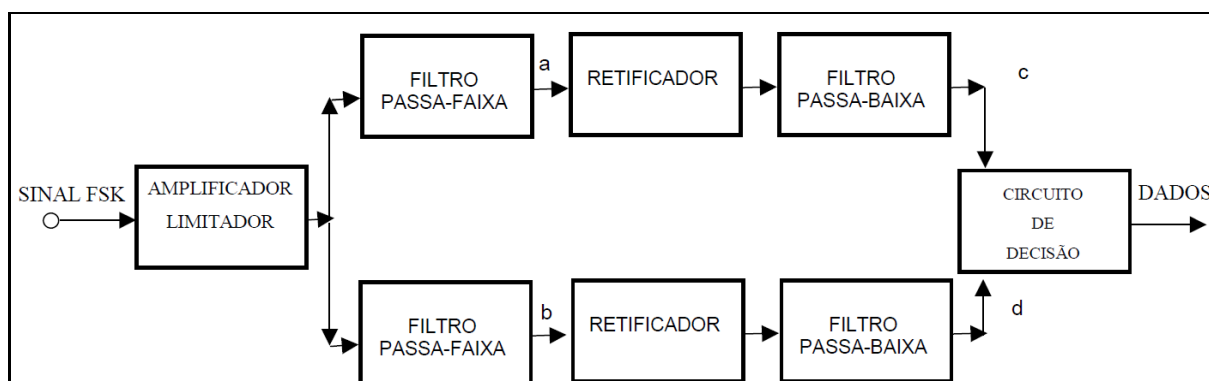 FILTRO
PASSA-FAIXA
a
RETIFICADOR
FILTRO
PASSA-BAIXA
c
SINAL FSK
AMPLIFICADOR
LIMITADOR
CIRCUITO
DE
DECISÃO
DADOS
FILTRO
PASSA-FAIXA
b
RETIFICADOR
FILTRO
PASSA-BAIXA
d